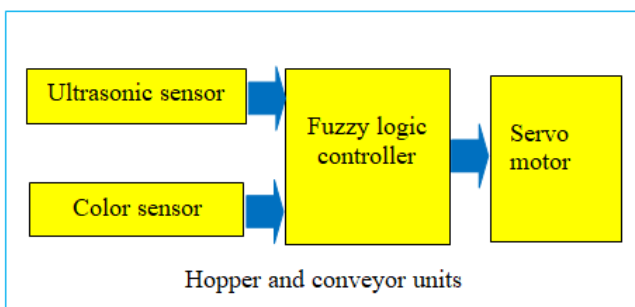 Ultrasonic sensor
Fuzzy logic
controller
Servo
motor
Color sensor
Hopper and conveyor units